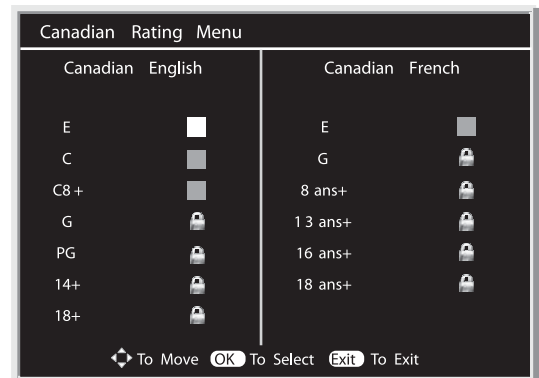 Canadian Rating Menu
Canadian English
E
C
C8 +
G
PG
14+
18+
Canadian French
E
G
8 ans+
1 3 ans+
16 ans+
18 ans+
To Move OK To Select Exit To Exit